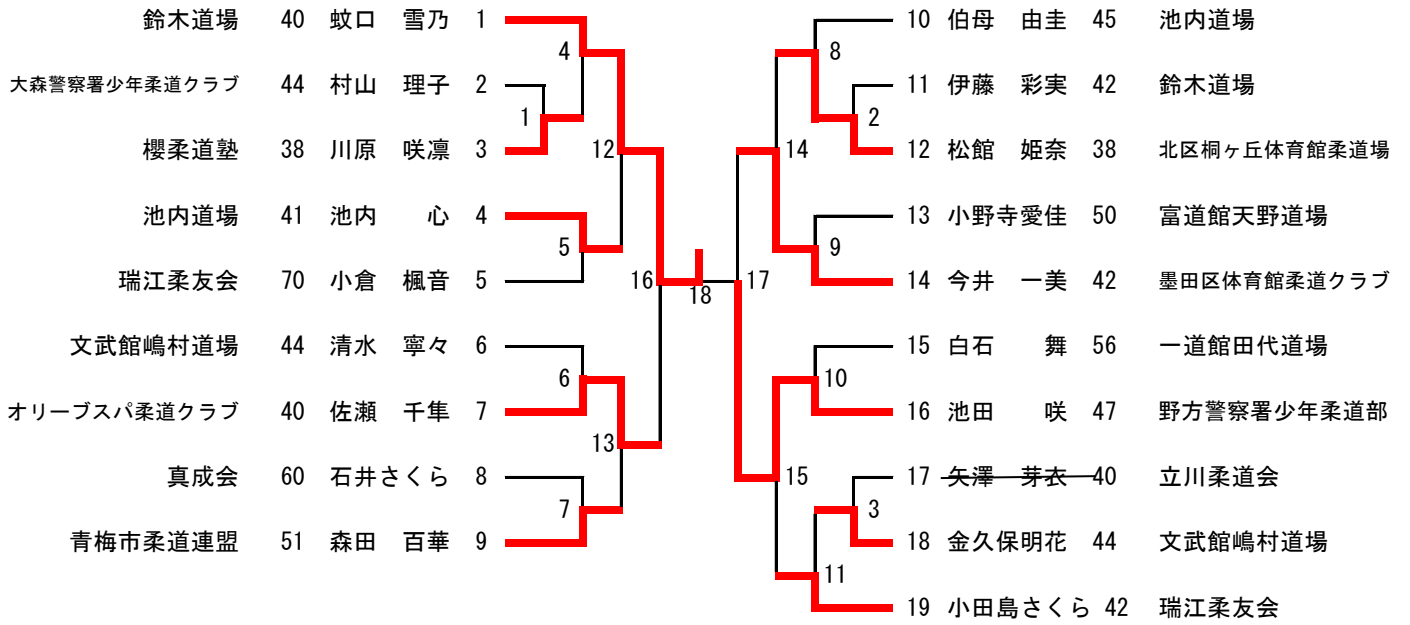 鈴木道場 40 蚊口 雪乃 1
大森警察署少年柔道クラブ 44 村山 理子 2
櫻柔道塾 38 川原 咲凛 3
池内道場 41 池内 心 4
瑞江柔友会 70 小倉 楓音 5
文武館嶋村道場 44 清水 寧々 6
オリーブスパ柔道クラブ 40 佐瀬 千隼 7
真成会 60 石井さくら 8
青梅市柔道連盟 51 森田 百華 9
4
1
12
5
16
6
13
7
18
8
2
14
9
17
10
15
3
11
10 伯母 由圭 45 池内道場
11 伊藤 彩実 42 鈴木道場
12 松館 姫奈 38 北区桐ヶ丘体育館柔道場
13 小野寺愛佳 50 富道館天野道場
14 今井 一美 42 墨田区体育館柔道クラブ
15 白石 舞 56 一道館田代道場
16 池田 咲 47 野方警察署少年柔道部
17 矢澤 芽衣 40 立川柔道会
18 金久保明花 44 文武館嶋村道場
19 小田島さくら 42 瑞江柔友会